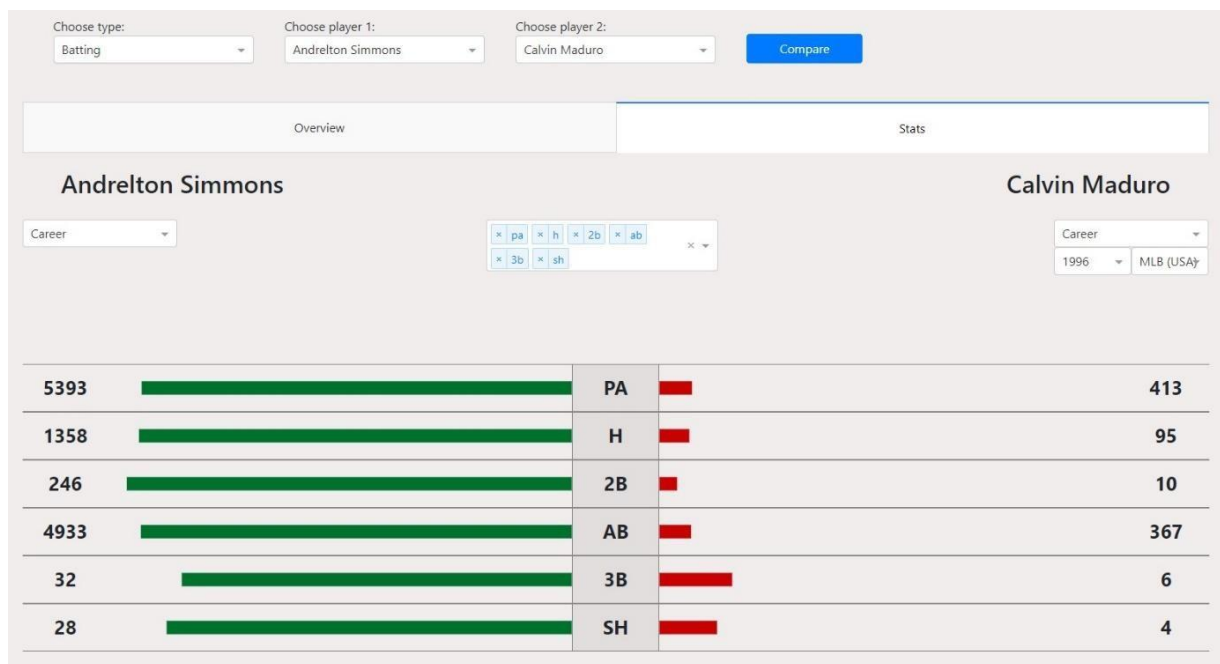 Choose type: Choose player 1: Choose player 2:
Batting Andrelton Simmons Calvin Maduro Compare
Overview Stats
Andrelton Simmons Calvin Maduro
Career × pa × h × 2b × ab × Career
× 3b × sh 1996 MLB (USA)
5393 PA 413
1358 H 95
246 2B 10
4933 AB 367
32 3B 6
28 SH 4